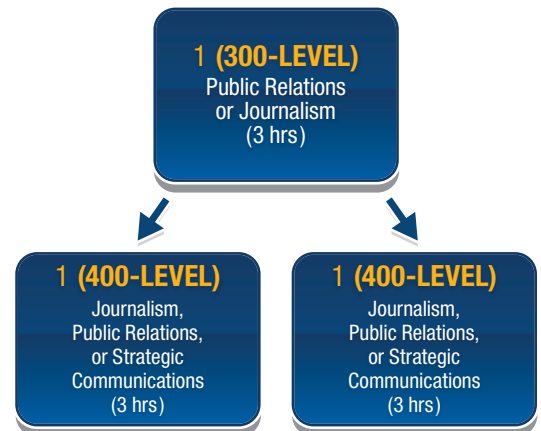 1 (300-LEVEL)
Public Relations
or Journalism
(3 hrs)
1 (400-LEVEL)
Journalism,
Public Relations,
or Strategic
Communications
(3 hrs)
1 (400-LEVEL)
Journalism,
Public Relations,
or Strategic
Communications
(3 hrs)